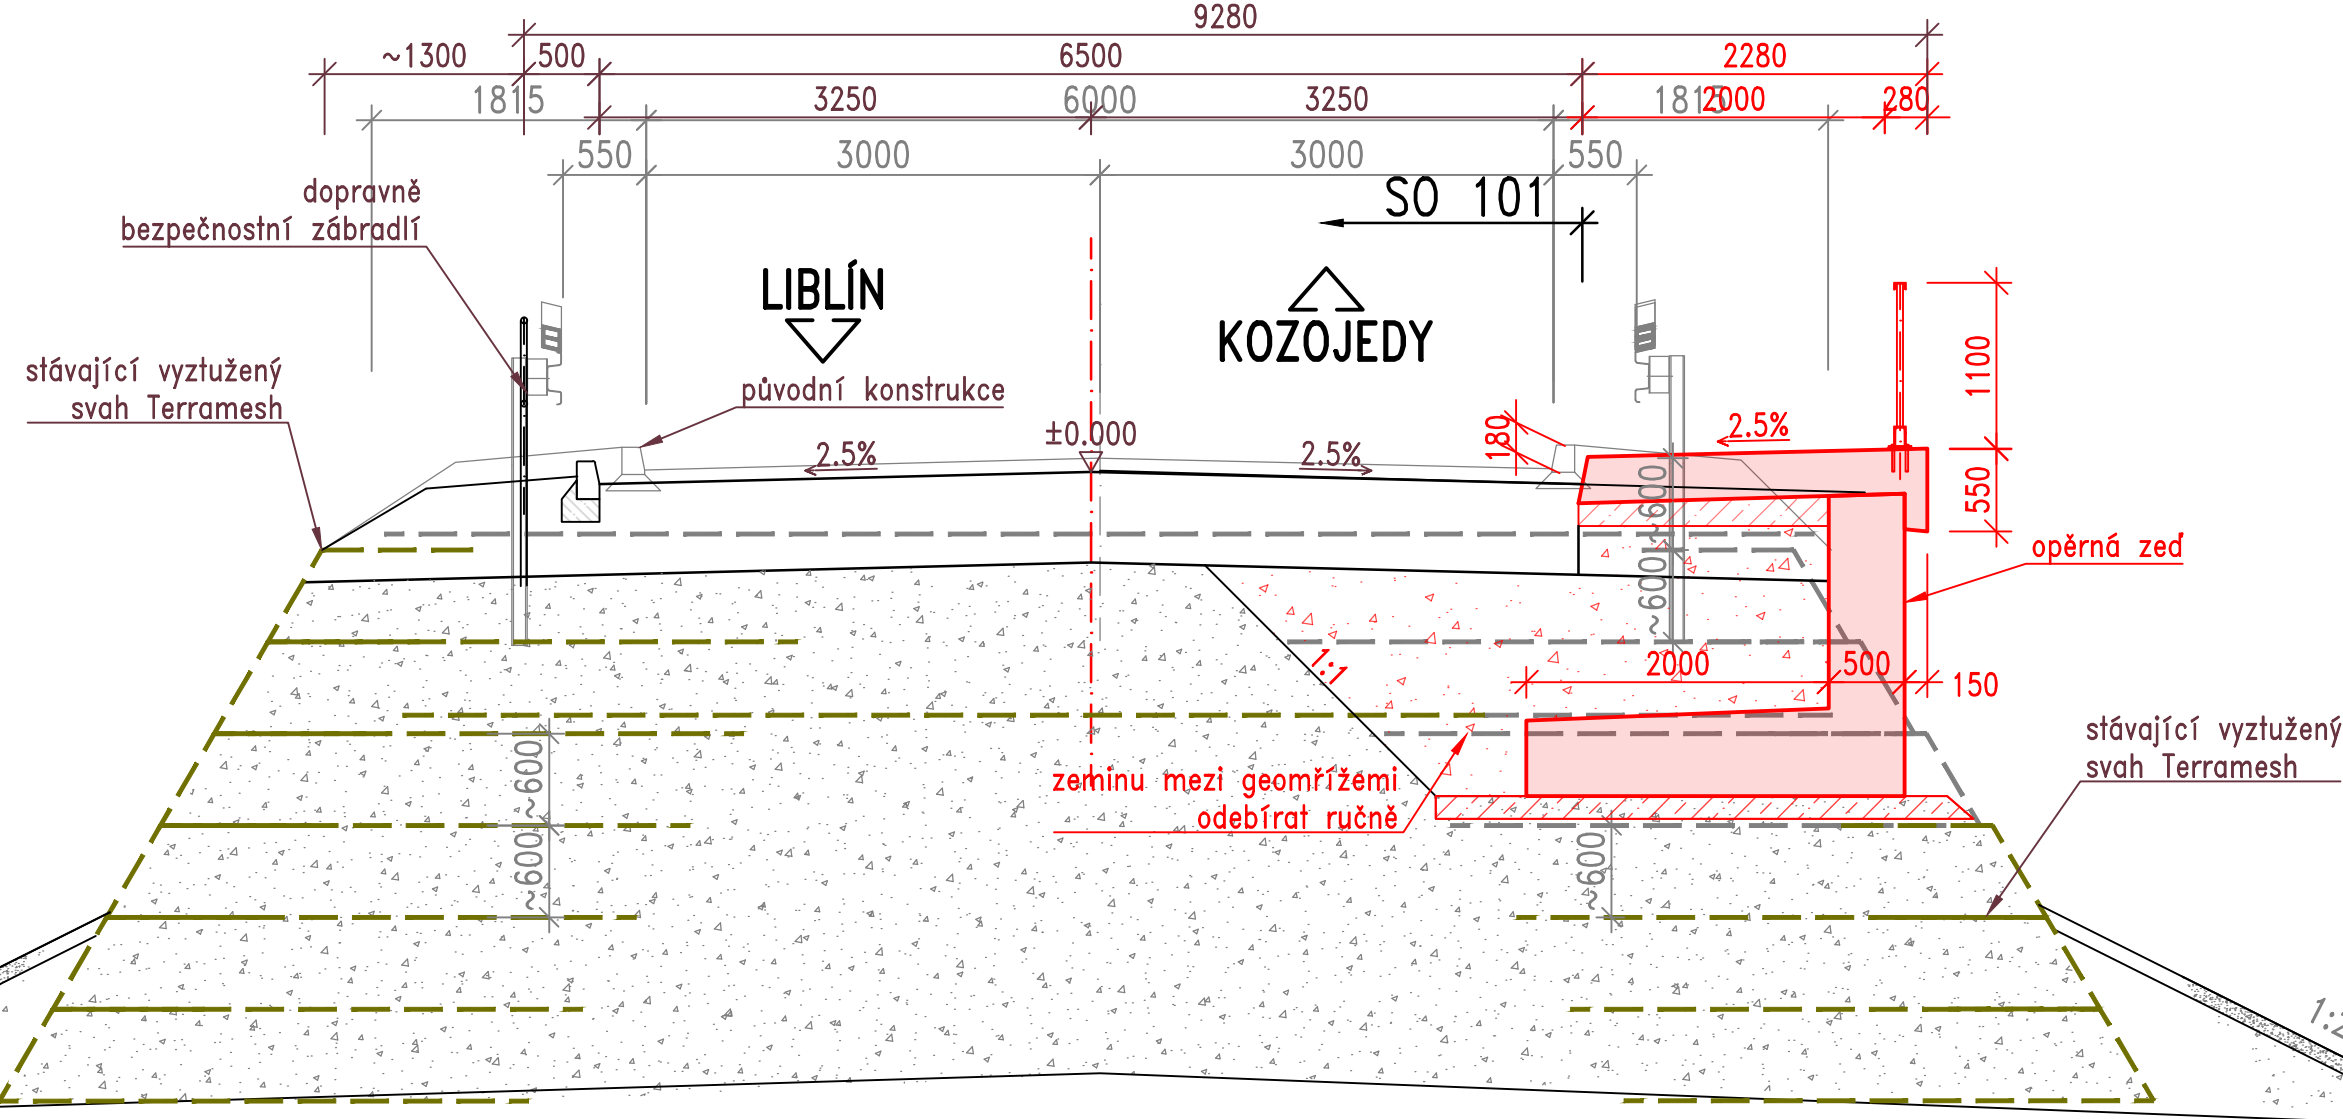 9280
~1300 500 6500 2280
1815 3250 6000 3250 1815 2000 280
550 3000 3000 550
SO 101
dopravně
bezpečnostní zábradlí
LIBLÍN
KOZOJEDY
stávající vyztužený
svah Terramesh
původní konstrukce
±0.000
2.5% 2.5% 2.5%
180
1100
550
~600
~600
opěrná zeď
1:1
2000 500 150
stávající vyztužený
svah Terramesh
zeminu mezi geomřížemi
odebírat ručně
~600
~600
~600